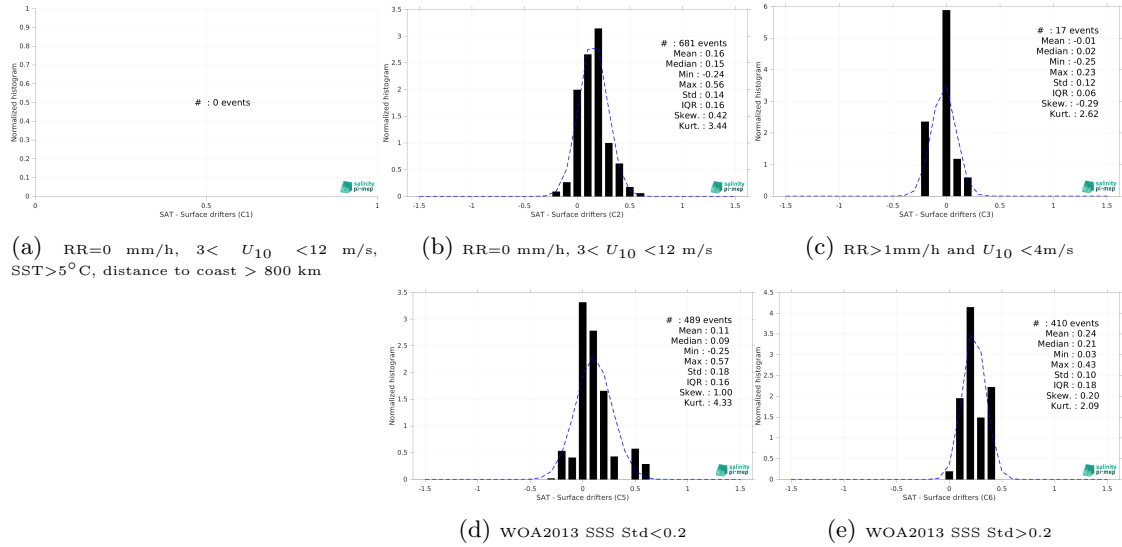 1
0.9
0.8
0.7
0.6
0.5
0.4
0.3
0.2
0.1
0
0
0.5
1
Normalized histogram
# : 0 events
salinity
pi-mep
SAT - Surface drifters (C1)
(a) RR=0 mm/h, 3< U10 <12 m/s,
SST>5°C, distance to coast > 800 km
3.5
3
2.5
2
1.5
1
0.5
0
-1.5
-1
-0.5
0
0.5
1
1.5
Normalized histogram
# : 681 events
Mean : 0.16
Median : 0.15
Min : -0.24
Max : 0.56
Std : 0.14
IQR : 0.16
Skew. : 0.42
Kurt. : 3.44
salinity
pi-mep
SAT - Surface drifters (C2)
(b) RR=0 mm/h, 3< U10 <12 m/s
6
5
4
3
2
1
0
-1.5
-1
-0.5
0
0.5
1
1.5
Normalized histogram
# : 17 events
Mean : -0.01
Median : 0.02
Min : -0.25
Max : 0.23
Std : 0.12
IQR : 0.06
Skew. : -0.29
Kurt. : 2.62
salinity
pi-mep
SAT - Surface drifters (C3)
(c) RR>1mm/h and U10 <4m/s
3.5
3
2.5
2
1.5
1
0.5
0
-1.5
-1
-0.5
0
0.5
1
1.5
Normalized histogram
# : 489 events
Mean : 0.11
Median : 0.09
Min : -0.25
Max : 0.57
Std : 0.18
IQR : 0.16
Skew. : 1.00
Kurt. : 4.33
salinity
pi-mep
SAT - Surface drifters (C5)
(d) WOA2013 SSS Std<0.2
4.5
4
3.5
3
2.5
2
1.5
1
0.5
0
-1.5
-1
-0.5
0
0.5
1
1.5
Normalized histogram
# : 410 events
Mean : 0.24
Median : 0.21
Min : 0.03
Max : 0.43
Std : 0.10
IQR : 0.18
Skew. : 0.20
Kurt. : 2.09
salinity
pi-mep
SAT - Surface drifters (C6)
(e) WOA2013 SSS Std>0.2